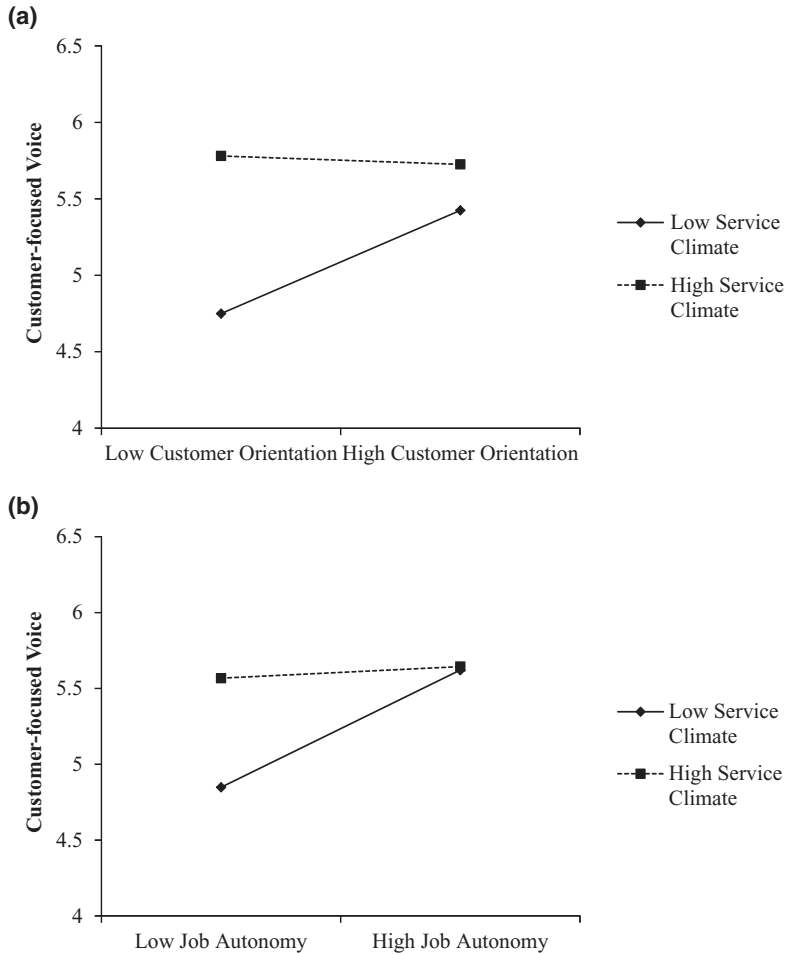 (a)
6.5
6
5.5
5
4.5
4
Customer-focused Voice
Low Customer Orientation High Customer Orientation
Low Service
Climate
High Service
Climate
(b)
6.5
6
5.5
5
4.5
4
Customer-focused Voice
Low Job Autonomy High Job Autonomy
Low Service
Climate
High Service
Climate